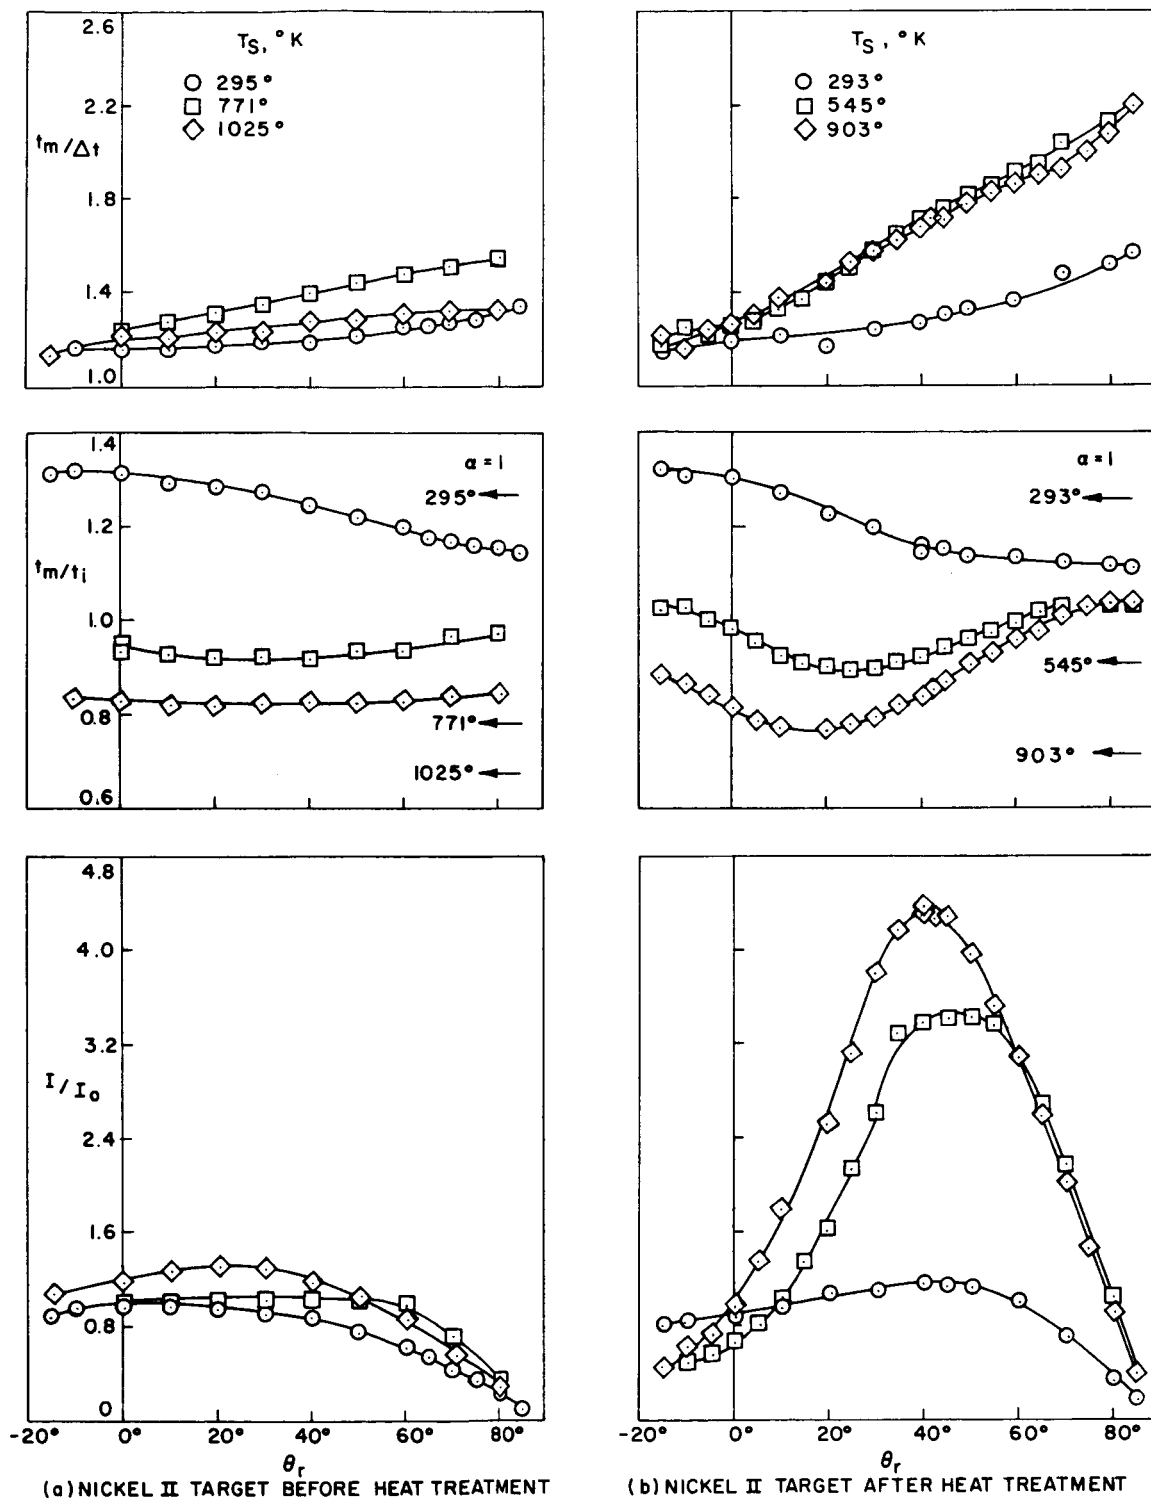 2.6
T_S, °K
295°
771°
1025°
2.2
t_m/Δt
1.8
1.4
1.0
T_S, °K
293°
545°
903°
1.4
α = 1
295°
1.2
t_m/t_i
1.0
0.8
771°
1025°
0.6
α = 1
293°
545°
903°
4.8
4.0
3.2
I/I_o
2.4
1.6
0.8
0
-20° 0° 20° 40° 60° 80°
θ_r
(a) NICKEL II TARGET BEFORE HEAT TREATMENT
-20° 0° 20° 40° 60° 80°
θ_r
(b) NICKEL II TARGET AFTER HEAT TREATMENT